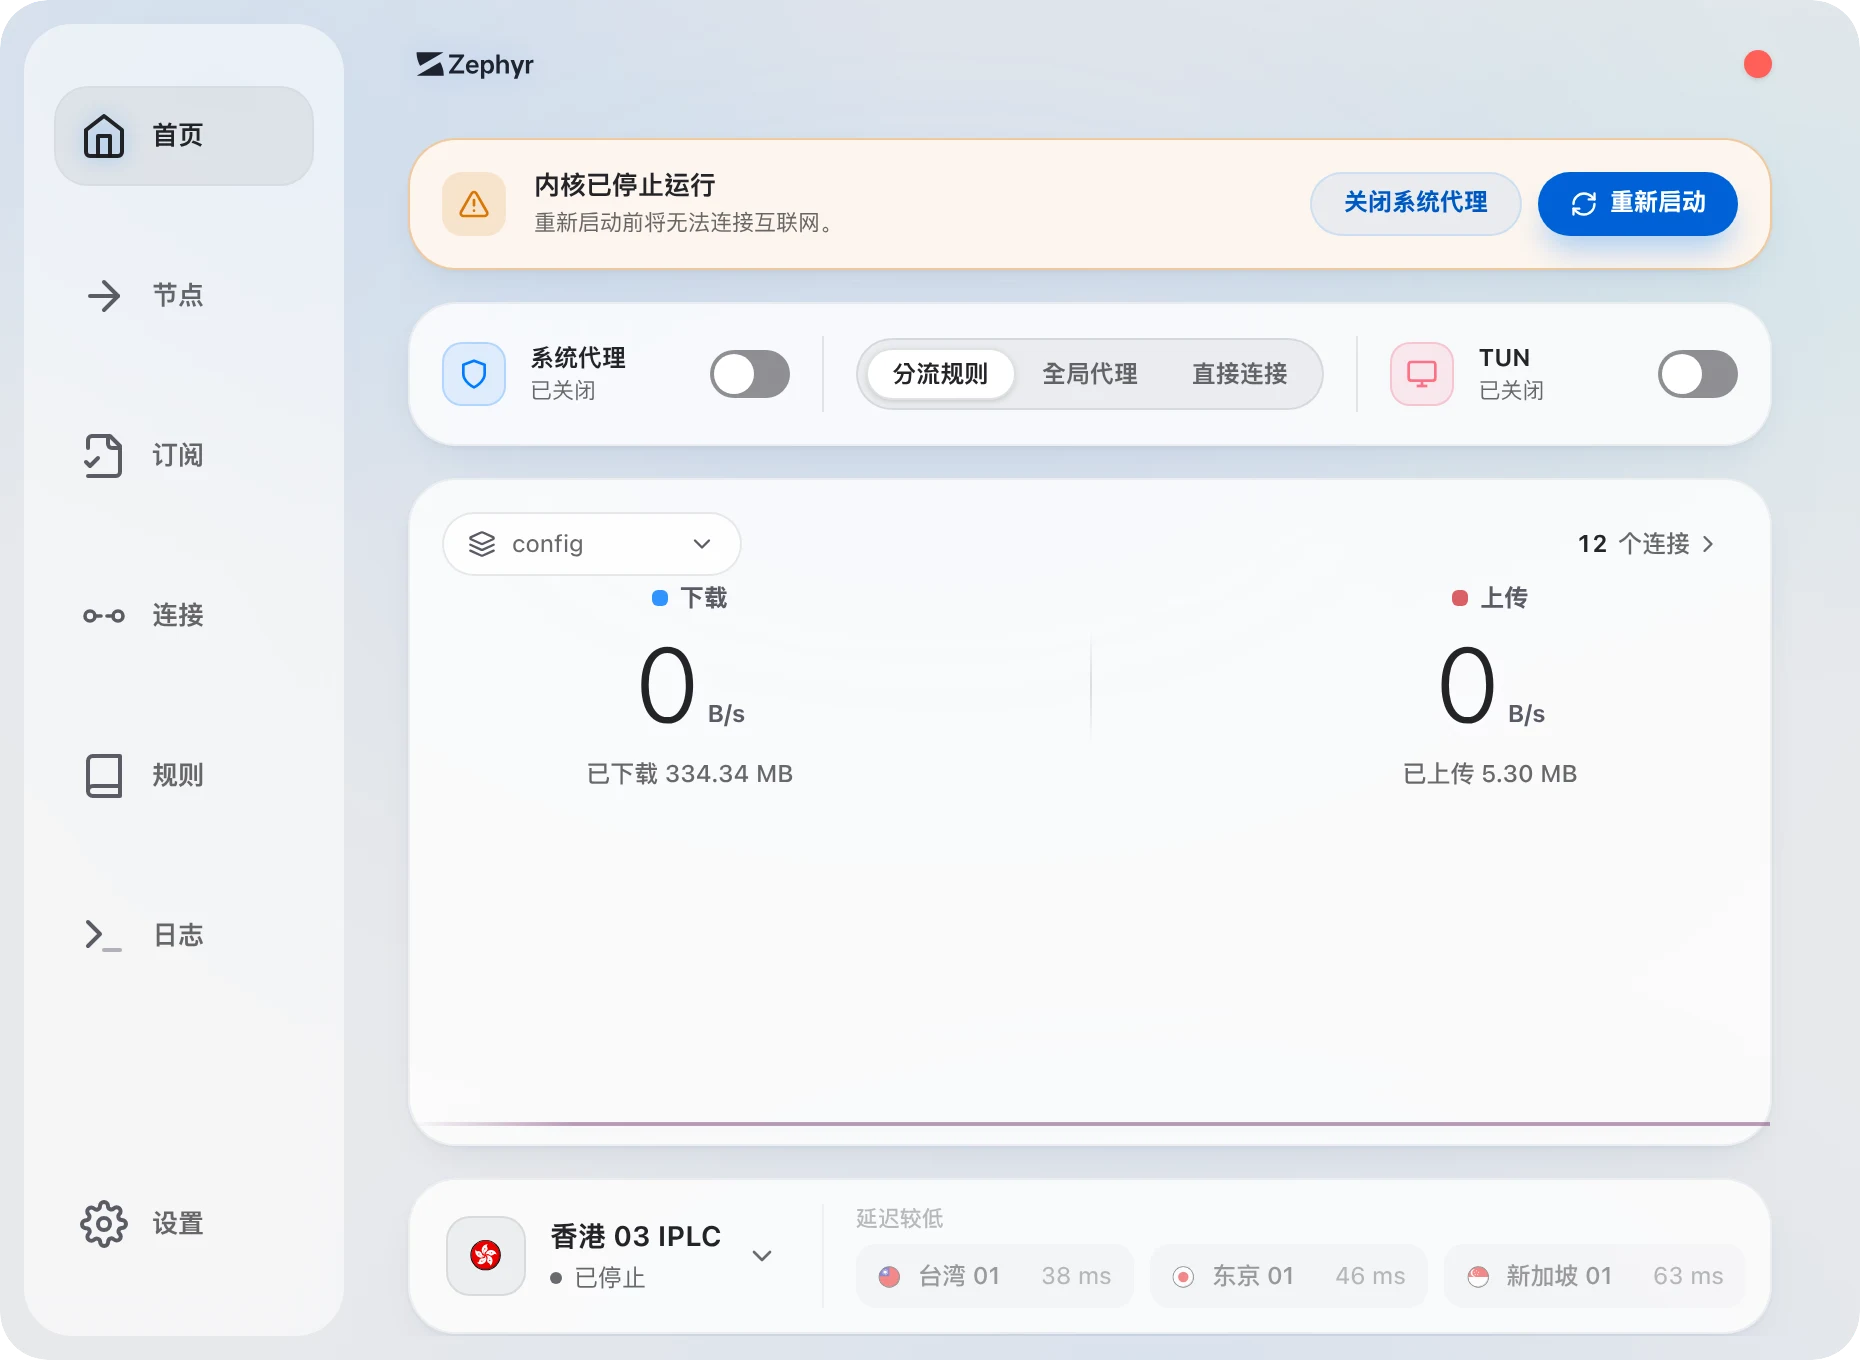 Zephyr
首页
节点
订阅
连接
规则
日志
设置
内核已停止运行
重新启动前将无法连接互联网。
关闭系统代理
重新启动
系统代理
已关闭
分流规则
全局代理
直接连接
TUN
已关闭
config
12 个连接
下载
0 B/s
已下载 334.34 MB
上传
0 B/s
已上传 5.30 MB
香港 03 IPLC
已停止
延迟较低
台湾 01 38 ms
东京 01 46 ms
新加坡 01 63 ms